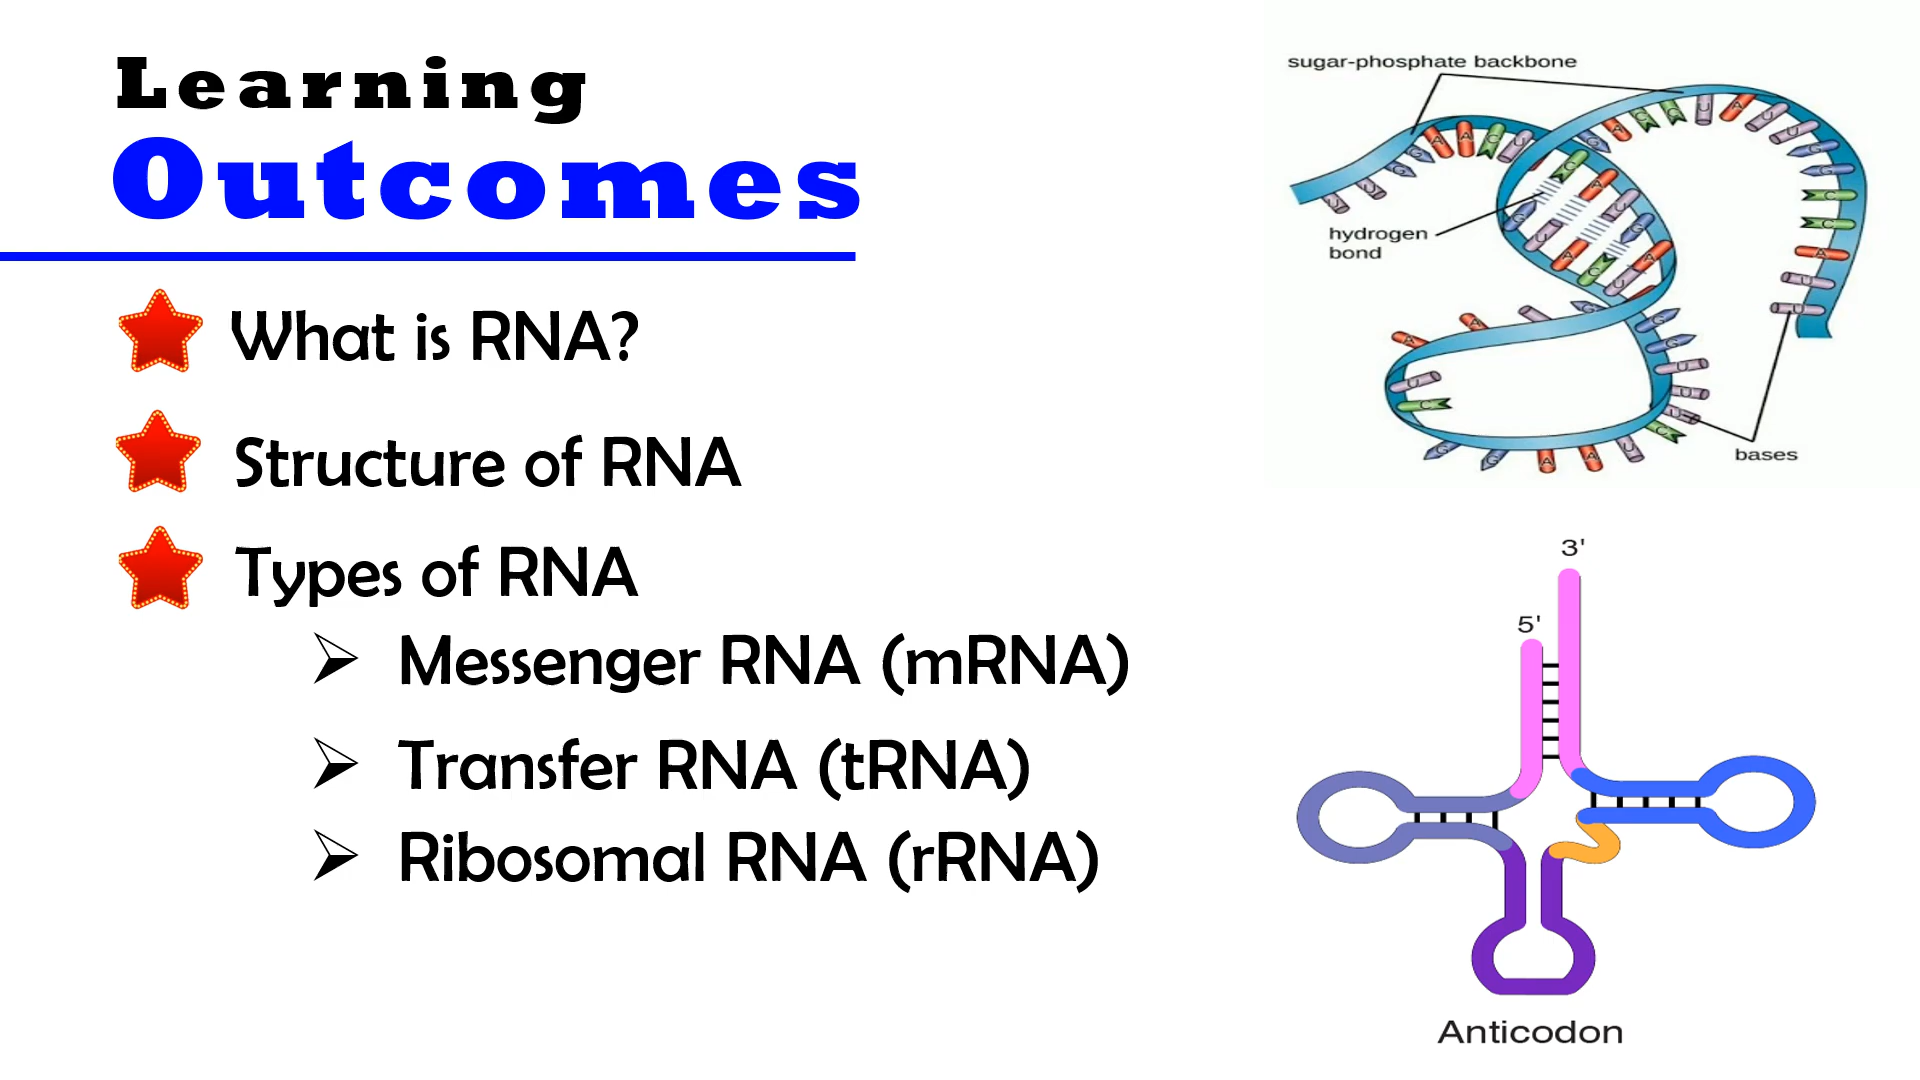 Learning
Outcomes
What is RNA?
Structure of RNA
Types of RNA
Messenger RNA (mRNA)
Transfer RNA (tRNA)
Ribosomal RNA (rRNA)
sugar-phosphate backbone
hydrogen
bond
bases
3'
5'
Anticodon